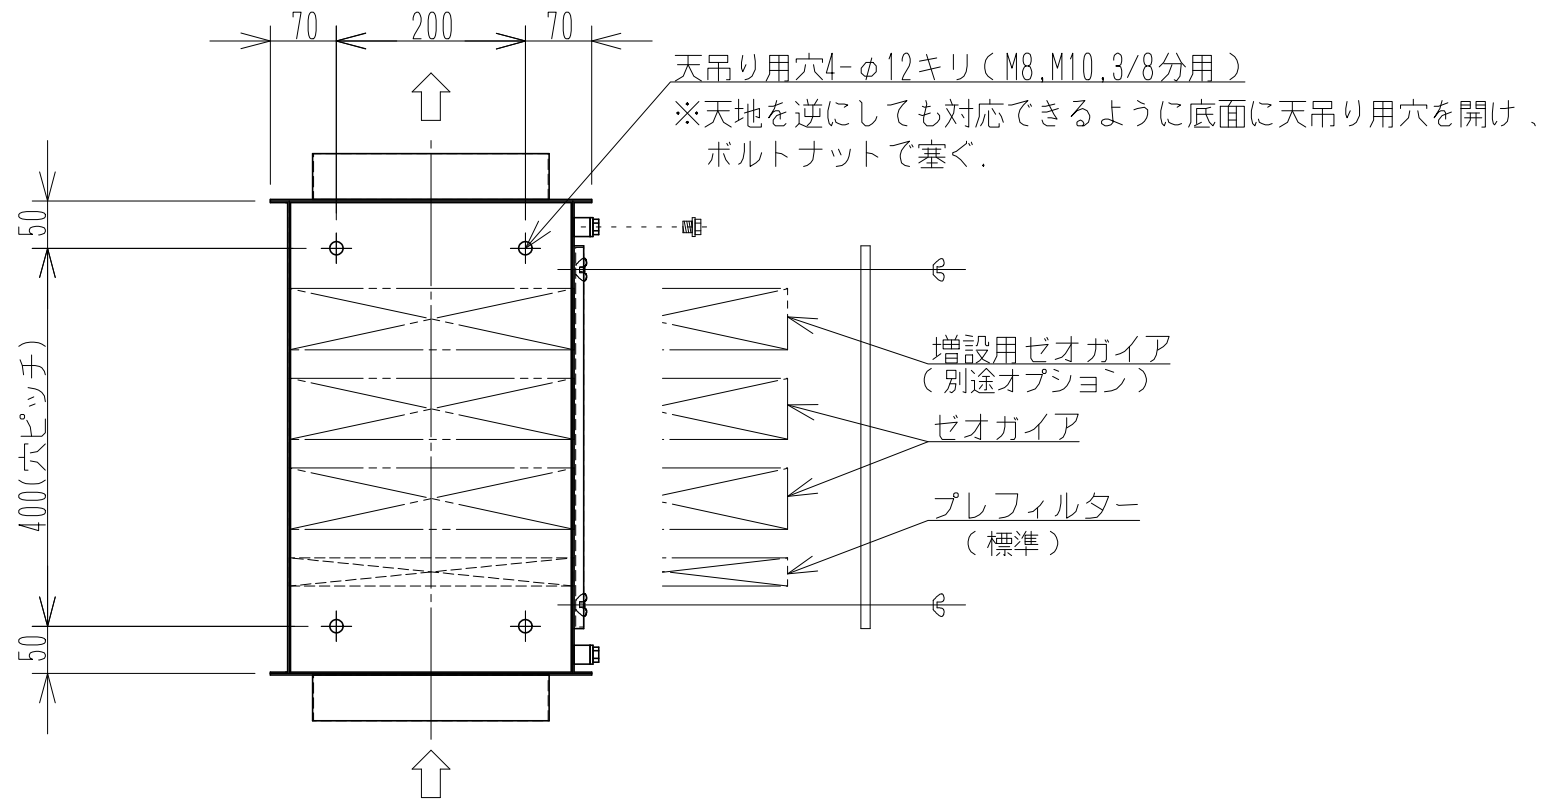 70
200
70
天吊り用穴4-φ12キリ(M8,M10,3/8分用)
※天地を逆にしても対応できるように底面に天吊り用穴を開け、
ボルトナットで塞ぐ.
50
400(穴ピッチ)
50
増設用ゼオガイア
(別途オプション)
ゼオガイア
プレフィルター
(標準)